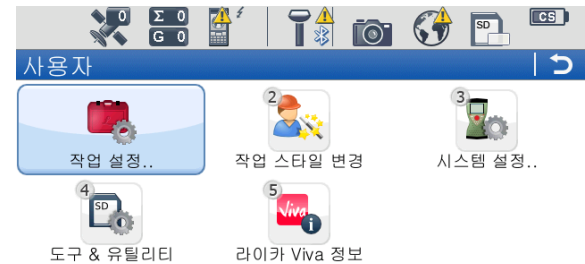 0
Σ 0
G 0
SD
CS
사용자
작업 설정..
2
작업 스타일 변경
3
시스템 설정..
4
SD
도구 & 유틸리티
5
Viva
라이카 Viva 정보